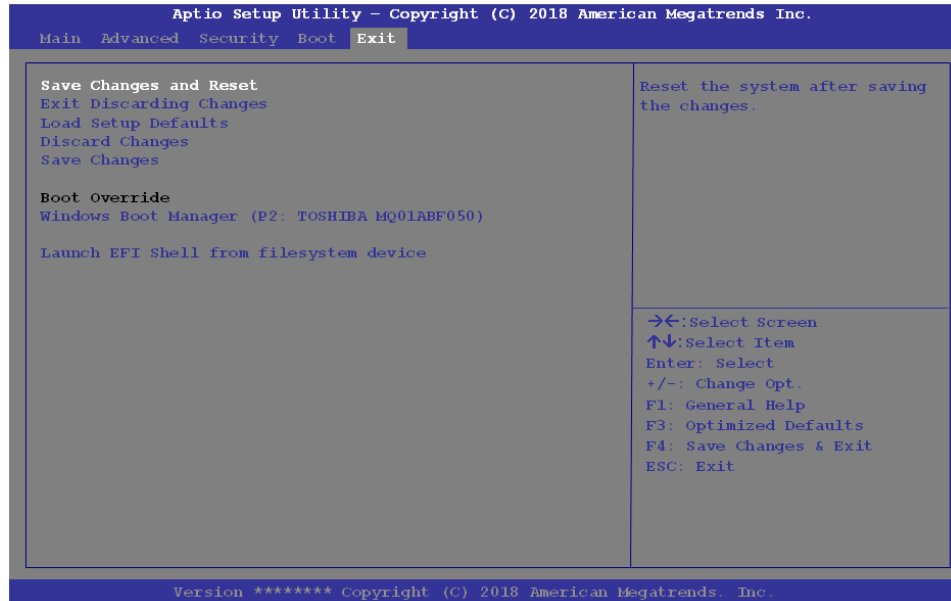 Aptio Setup Utility – Copyright (C) 2018 American Megatrends Inc.
Main Advanced Security Boot Exit
Save Changes and Reset
Exit Discarding Changes
Load Setup Defaults
Discard Changes
Save Changes
Boot Override
Windows Boot Manager (P2: TOSHIBA MQ01ABF050)
Launch EFI Shell from filesystem device
Reset the system after saving
the changes.
→←:Select Screen
↑↓:Select Item
Enter: Select
+/-: Change Opt.
F1: General Help
F3: Optimized Defaults
F4: Save Changes & Exit
ESC: Exit
Version ******** Copyright (C) 2018 American Megatrends. Inc.